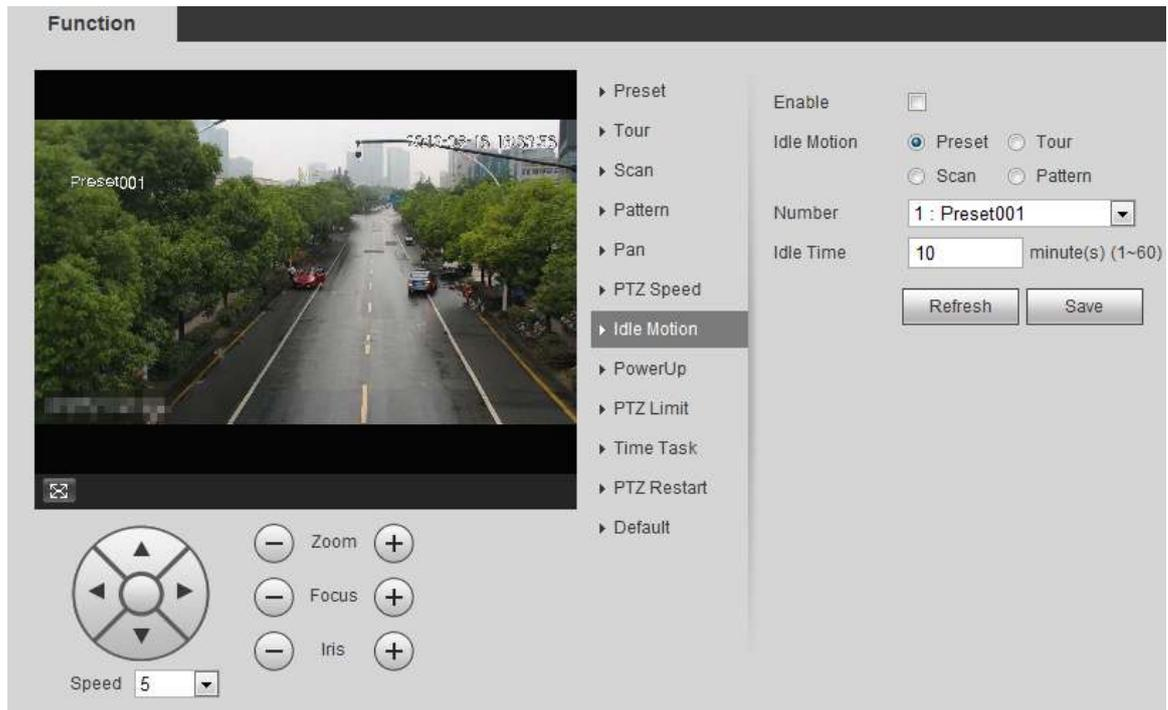 Function
Preset001
Preset
Tour
Scan
Pattern
Pan
PTZ Speed
Idle Motion
PowerUp
PTZ Limit
Time Task
PTZ Restart
Default
Enable
Idle Motion
Preset
Tour
Scan
Pattern
Number
1 : Preset001
Idle Time
10
minute(s) (1~60)
Refresh
Save
Zoom
Focus
Iris
Speed
5